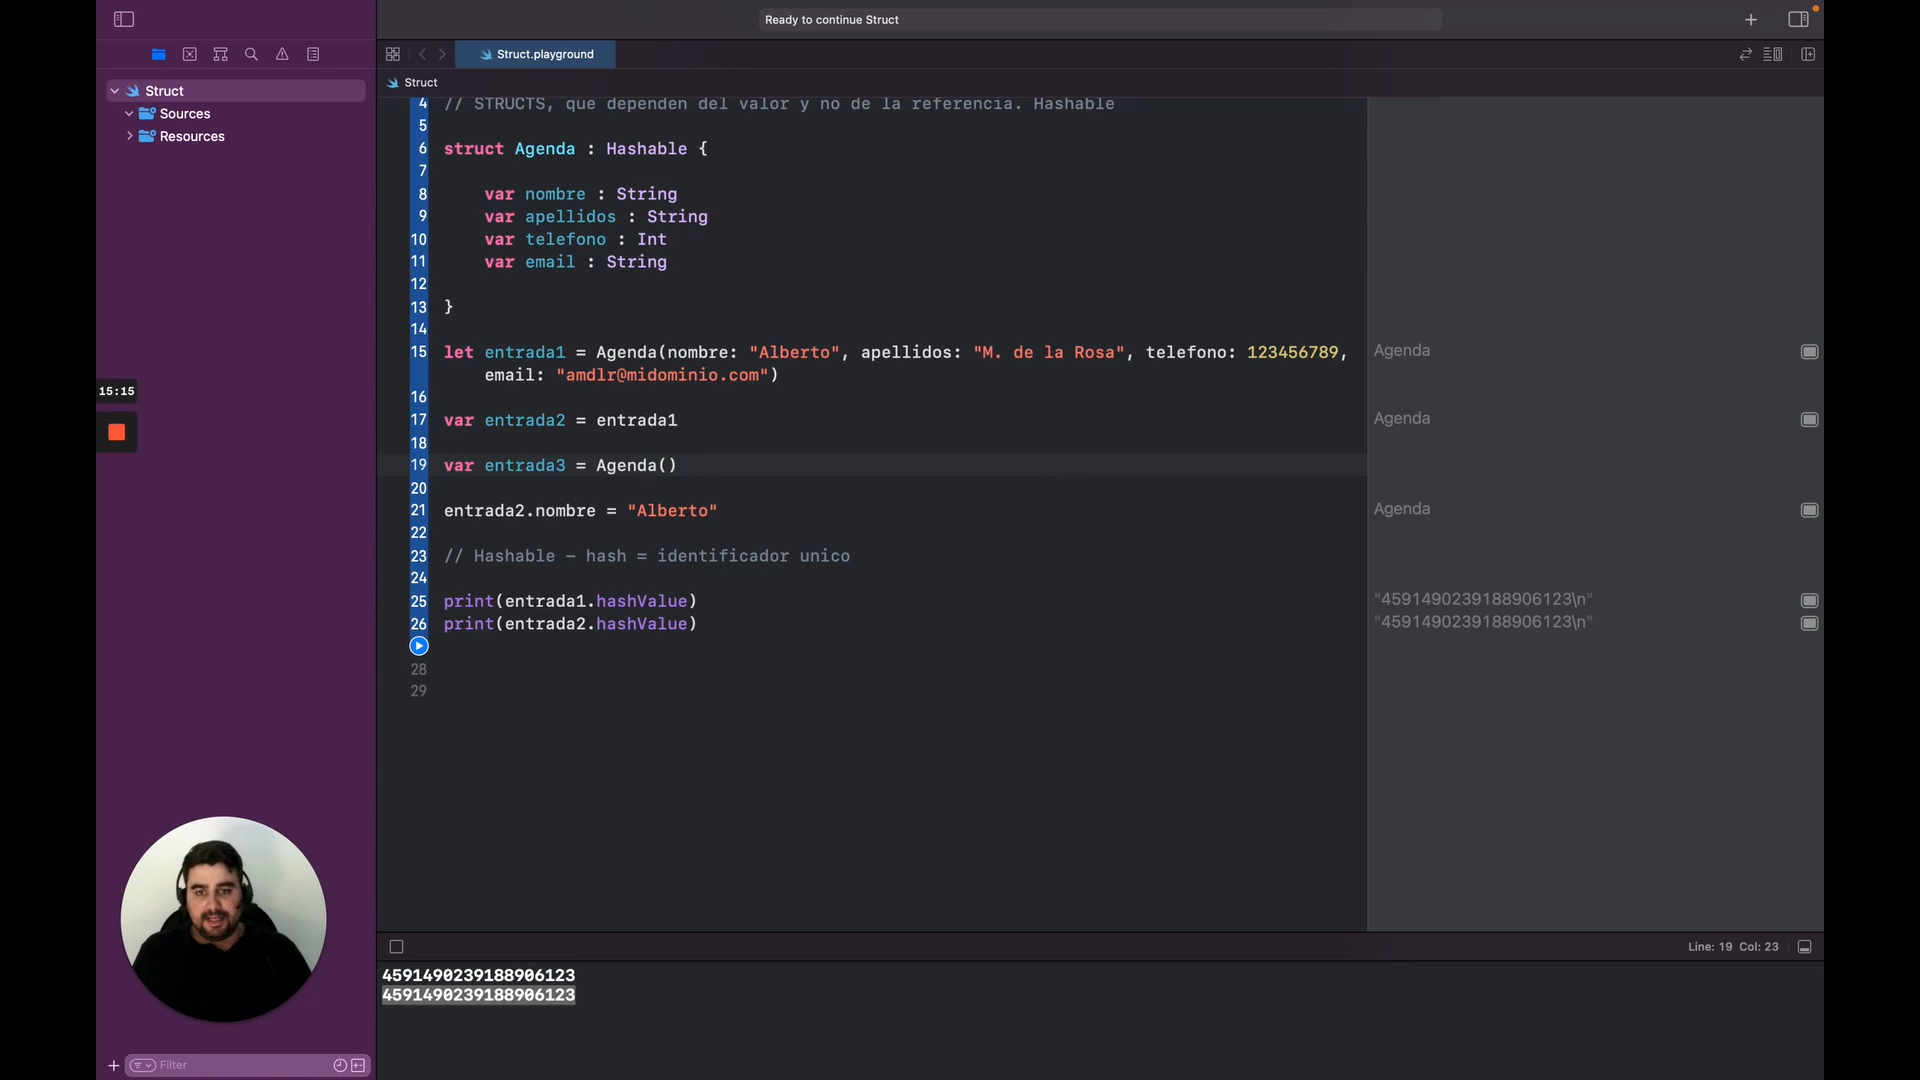 Ready to continue Struct
Struct.playground
Struct
Struct
Sources
Resources
4 // STRUCTS, que dependen del valor y no de la referencia. Hashable
5
6 struct Agenda : Hashable {
7
8 var nombre : String
9 var apellidos : String
10 var telefono : Int
11 var email : String
12
13 }
14
15 let entrada1 = Agenda(nombre: "Alberto", apellidos: "M. de la Rosa", telefono: 123456789, Agenda
email: "amdlr@midominio.com")
15:15
16
17 var entrada2 = entrada1 Agenda
18
19 var entrada3 = Agenda()
20
21 entrada2.nombre = "Alberto" Agenda
22
23 // Hashable - hash = identificador unico
24
25 print(entrada1.hashValue) "4591490239188906123\n"
26 print(entrada2.hashValue) "4591490239188906123\n"
28
29
Line: 19 Col: 23
4591490239188906123
4591490239188906123
Filter